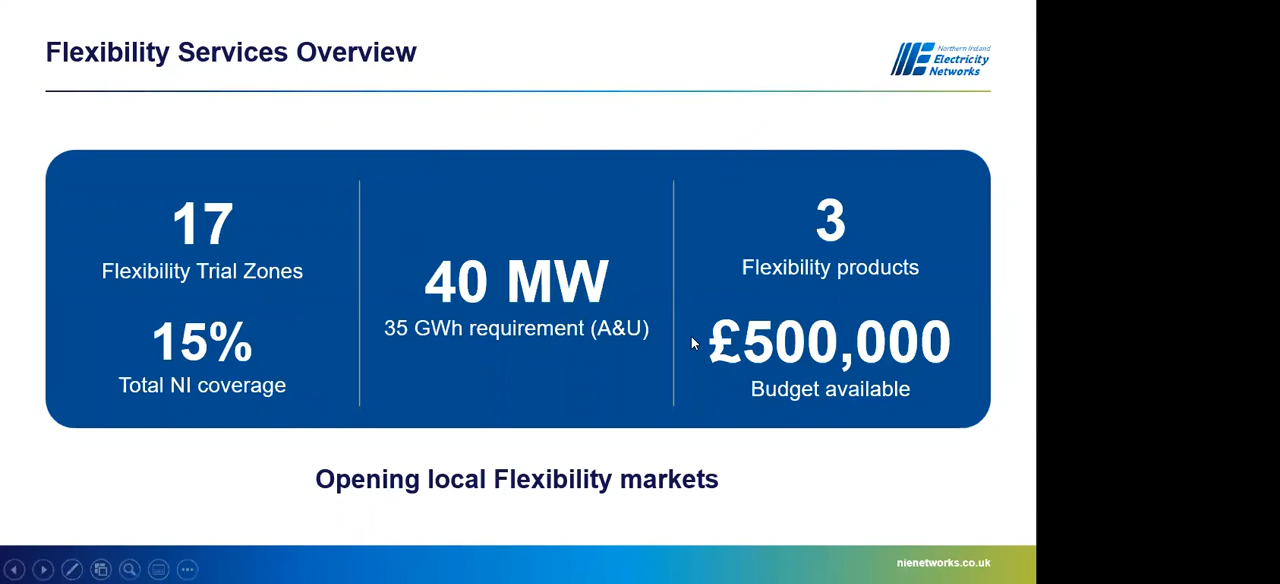 Flexibility Services Overview
Northern Ireland
Electricity
Networks
17
Flexibility Trial Zones
15%
Total NI coverage
40 MW
35 GWh requirement (A&U)
3
Flexibility products
£500,000
Budget available
Opening local Flexibility markets
nienetworks.co.uk